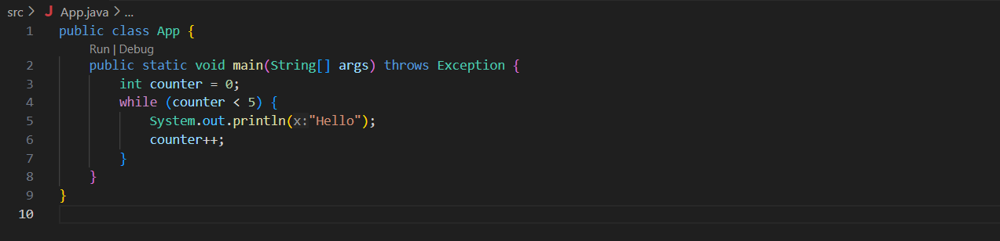 src > J App.java > ...
1 public class App {
Run | Debug
2     public static void main(String[] args) throws Exception {
3         int counter = 0;
4         while (counter < 5) {
5             System.out.println(x:"Hello");
6             counter++;
7         }
8     }
9 }
10